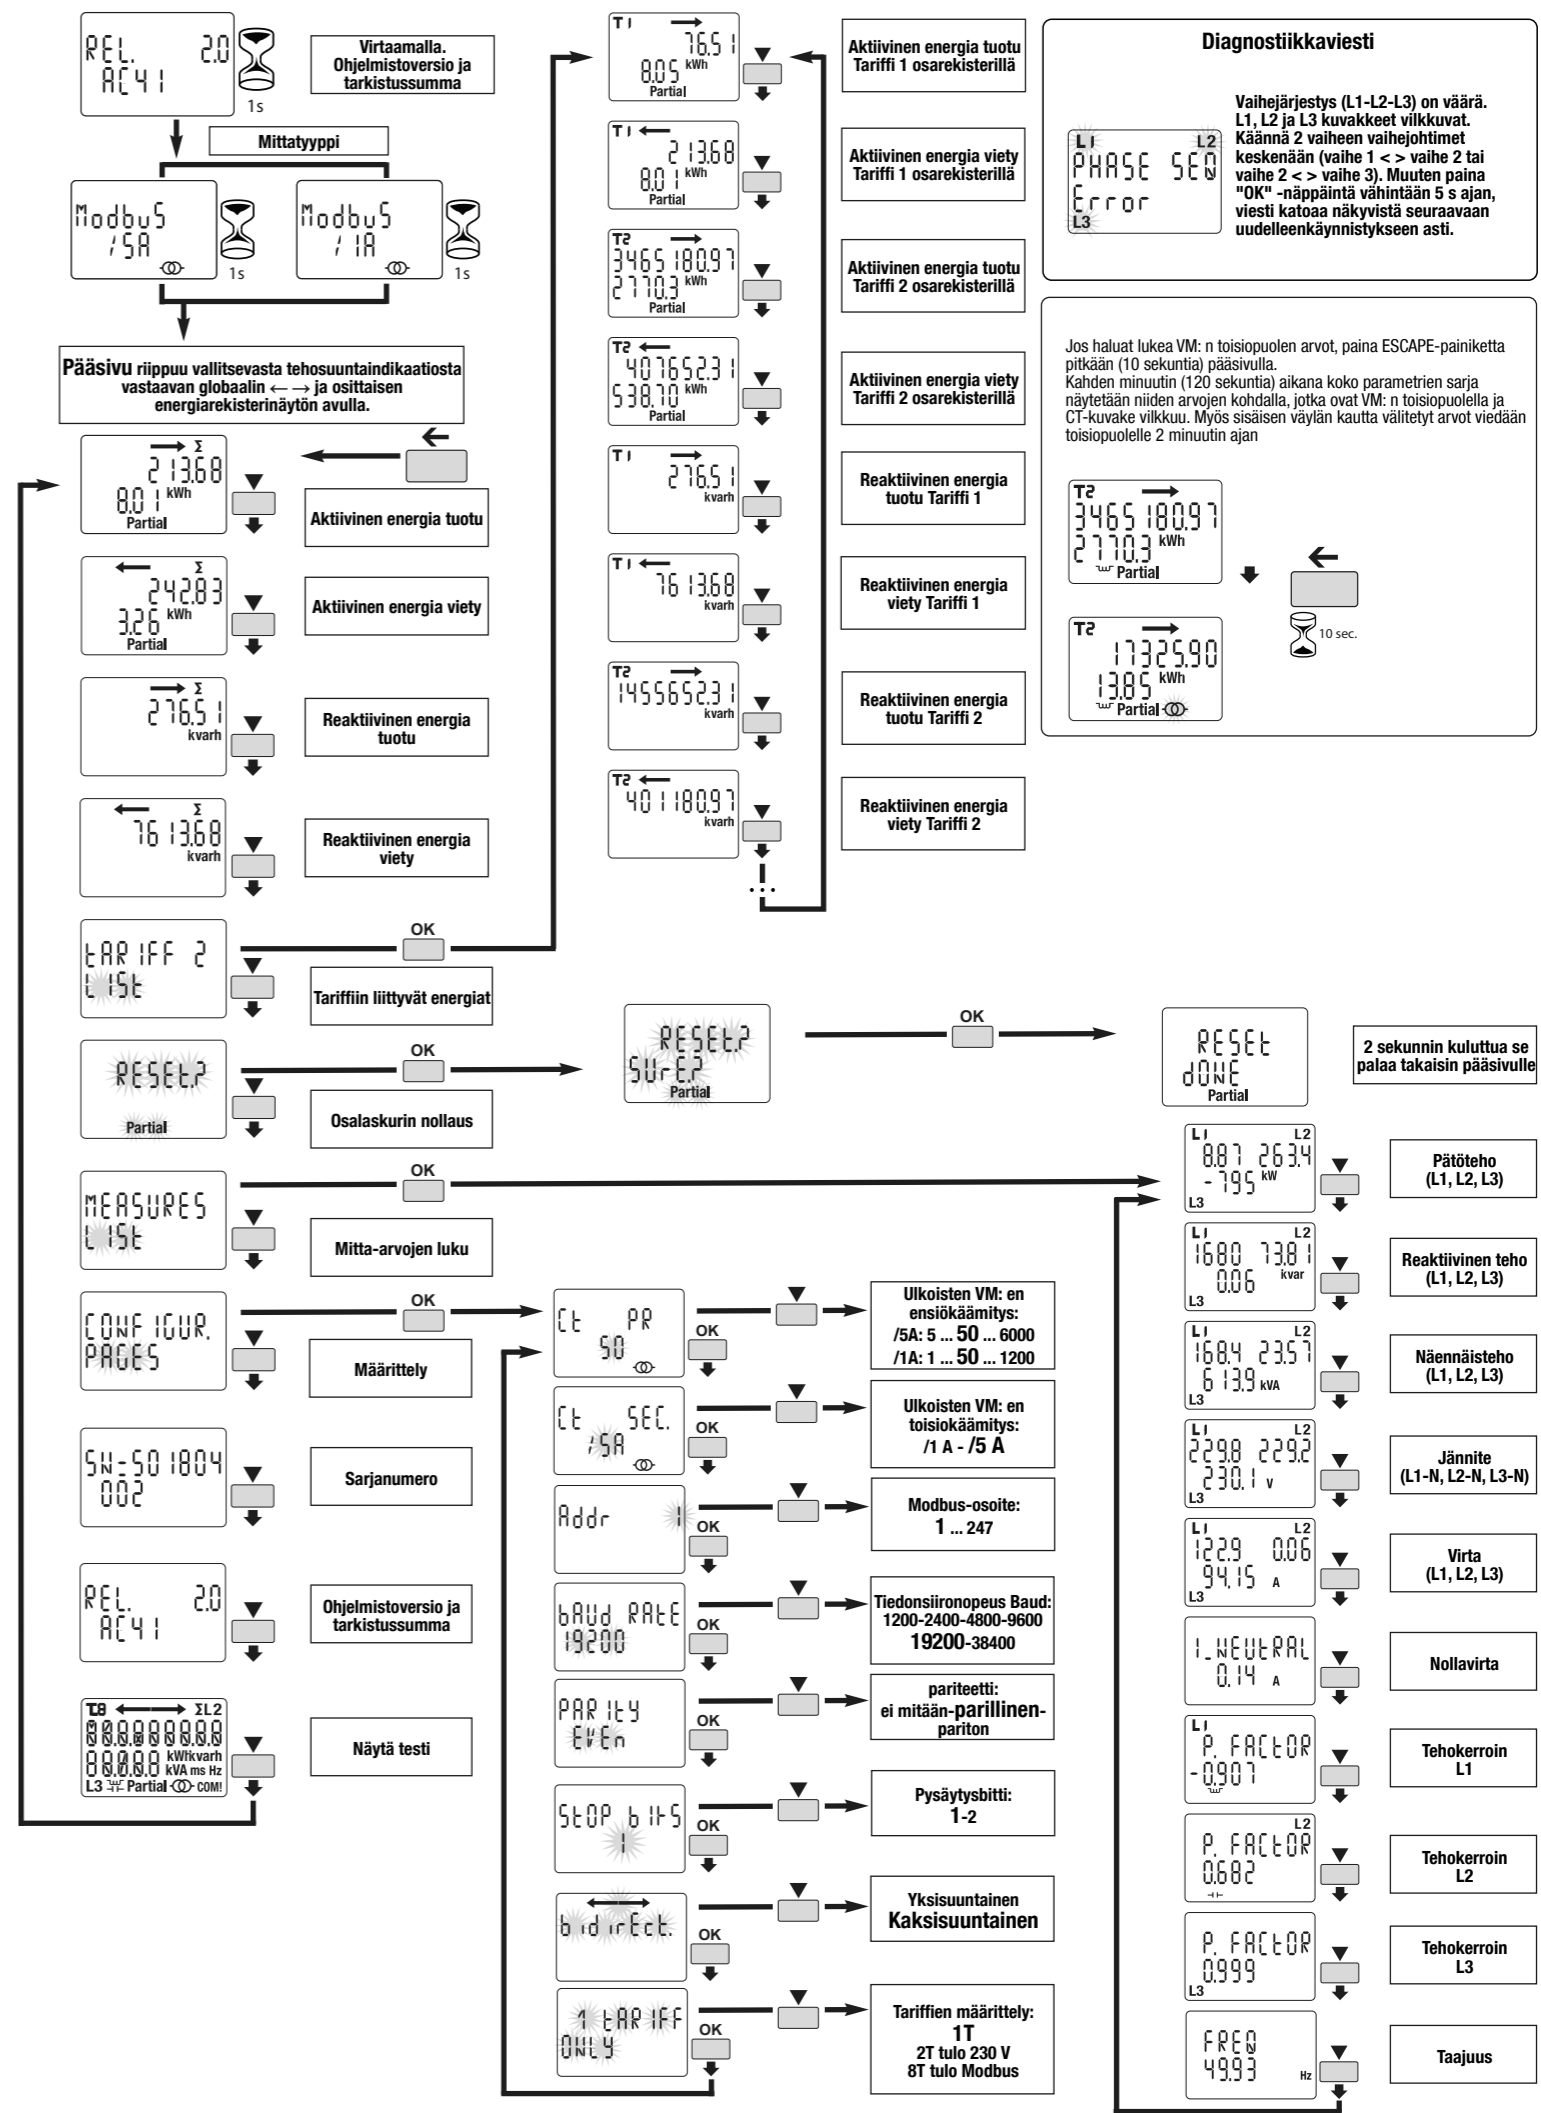 REL. 2.0
AC41
1s
Virtaamalla.
Ohjelmistoversio ja
tarkistussumma
Mittatyyppi
ModbuS
/5A
1s
ModbuS
/1A
1s
Pääsivu riippuu vallitsevasta tehosuuntaindikaatiosta
vastaavan globaalin ←→ ja osittaisen
energiarekisterinäytön avulla.
→ Σ
213.68
8.01 kWh
Partial
Aktiivinen energia tuotu
← Σ
242.83
3.26 kWh
Partial
Aktiivinen energia viety
→ Σ
276.51
kvarh
Reaktiivinen energia
tuotu
← Σ
7613.68
kvarh
Reaktiivinen energia
viety
tARIFF 2
LISt
OK
Tariffiin liittyvät energiat
RESEt.?
Partial
OK
Osalaskurin nollaus
MEASURES
LISt
OK
Mitta-arvojen luku
CONFIGUR.
PAGES
OK
Määrittely
SN=501804
002
Sarjanumero
REL. 2.0
AC41
Ohjelmistoversio ja
tarkistussumma
T.8 ←→ ΣL2
kWhkvarh
kVA ms Hz
L3 Partial COM!
Näytä testi
T1 →
76.51
8.05 kWh
Partial
Aktiivinen energia tuotu
Tariffi 1 osarekisterillä
T1 ←
213.68
8.01 kWh
Partial
Aktiivinen energia viety
Tariffi 1 osarekisterillä
T2 →
3465180.97
2770.3 kWh
Partial
Aktiivinen energia tuotu
Tariffi 2 osarekisterillä
T2 ←
407652.31
538.70 kWh
Partial
Aktiivinen energia viety
Tariffi 2 osarekisterillä
T1 →
276.51
kvarh
Reaktiivinen energia
tuotu Tariffi 1
T1 ←
7613.68
kvarh
Reaktiivinen energia
viety Tariffi 1
T2 →
1455652.31
kvarh
Reaktiivinen energia
tuotu Tariffi 2
T2 ←
401180.97
kvarh
Reaktiivinen energia
viety Tariffi 2
...
Diagnostiikkaviesti
L1 L2
PHASE SEQ
Error
L3
Vaihejärjestys (L1-L2-L3) on väärä.
L1, L2 ja L3 kuvakkeet vilkkuvat.
Käännä 2 vaiheen vaihejohtimet
keskenään (vaihe 1 < > vaihe 2 tai
vaihe 2 < > vaihe 3). Muuten paina
"OK" -näppäintä vähintään 5 s ajan,
viesti katoaa näkyvistä seuraavaan
uudelleenkäynnistykseen asti.
Jos haluat lukea VM: n toisiopuolen arvot, paina ESCAPE-painiketta
pitkään (10 sekuntia) pääsivulla.
Kahden minuutin (120 sekuntia) aikana koko parametrien sarja
näytetään niiden arvojen kohdalla, jotka ovat VM: n toisiopuolella ja
CT-kuvake vilkkuu. Myös sisäisen väylän kautta välitetyt arvot viedään
toisiopuolelle 2 minuutin ajan
T2 →
3465180.97
2770.3 kWh
Partial
T2 →
17325.90
13.85 kWh
Partial
10 sec.
RESEt.?
SUrE.?
Partial
OK
RESEt
dONE
Partial
2 sekunnin kuluttua se
palaa takaisin pääsivulle
L1 L2
8.87 263.4
-795 kW
L3
Pätöteho
(L1, L2, L3)
L1 L2
1680 73.81
0.06 kvar
L3
Reaktiivinen teho
(L1, L2, L3)
L1 L2
168.4 23.57
613.9 kVA
L3
Näennäisteho
(L1, L2, L3)
L1 L2
229.8 229.2
230.1 V
L3
Jännite
(L1-N, L2-N, L3-N)
L1 L2
122.9 0.06
94.15 A
L3
Virta
(L1, L2, L3)
I_NEUtRAL
0.14 A
Nollavirta
L1
P. FACtOR
-0.907
Tehokerroin
L1
L2
P. FACtOR
0.682
Tehokerroin
L2
P. FACtOR
0.999
L3
Tehokerroin
L3
FREQ
49.93
Hz
Taajuus
Ct PR
50
OK
Ulkoisten VM: en
ensiökäämitys:
/5A: 5 ... 50 ... 6000
/1A: 1 ... 50 ... 1200
Ct SEC.
/5A
OK
Ulkoisten VM: en
toisiokäämitys:
/1 A - /5 A
Addr 1
OK
Modbus-osoite:
1 ... 247
bAUd RAtE
19200
OK
Tiedonsiironopeus Baud:
1200-2400-4800-9600
19200-38400
PARItY
EVEn
OK
pariteetti:
ei mitään-parillinen-
pariton
StOP bItS
1
OK
Pysäytysbitti:
1-2
←→
bidirEct.
OK
Yksisuuntainen
Kaksisuuntainen
1 tARIFF
ONLY
OK
Tariffien määrittely:
1T
2T tulo 230 V
8T tulo Modbus